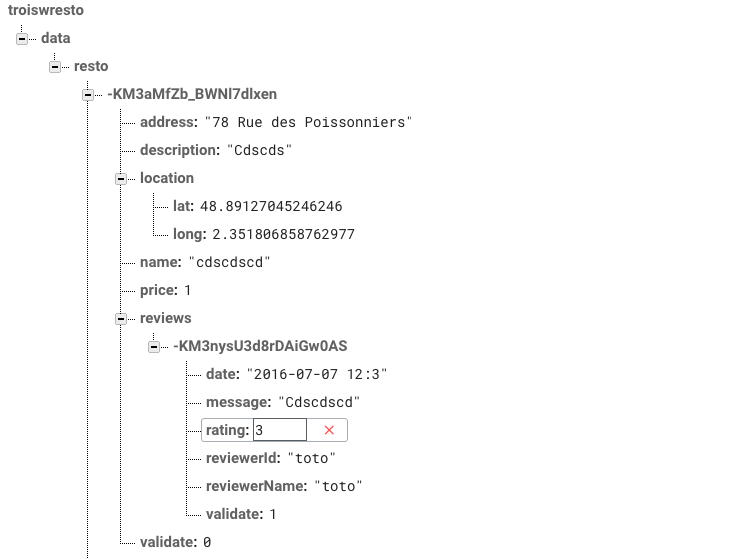 troiswresto
data
resto
-KM3aMfZb_BWNl7dlxen
address: "78 Rue des Poissonniers"
description: "Cdscds"
location
lat: 48.89127045246246
long: 2.351806858762977
name: "cdscdscd"
price: 1
reviews
-KM3nysU3d8rDAiGw0AS
date: "2016-07-07 12:3"
message: "Cdscdscd"
rating: 3
reviewerId: "toto"
reviewerName: "toto"
validate: 1
validate: 0